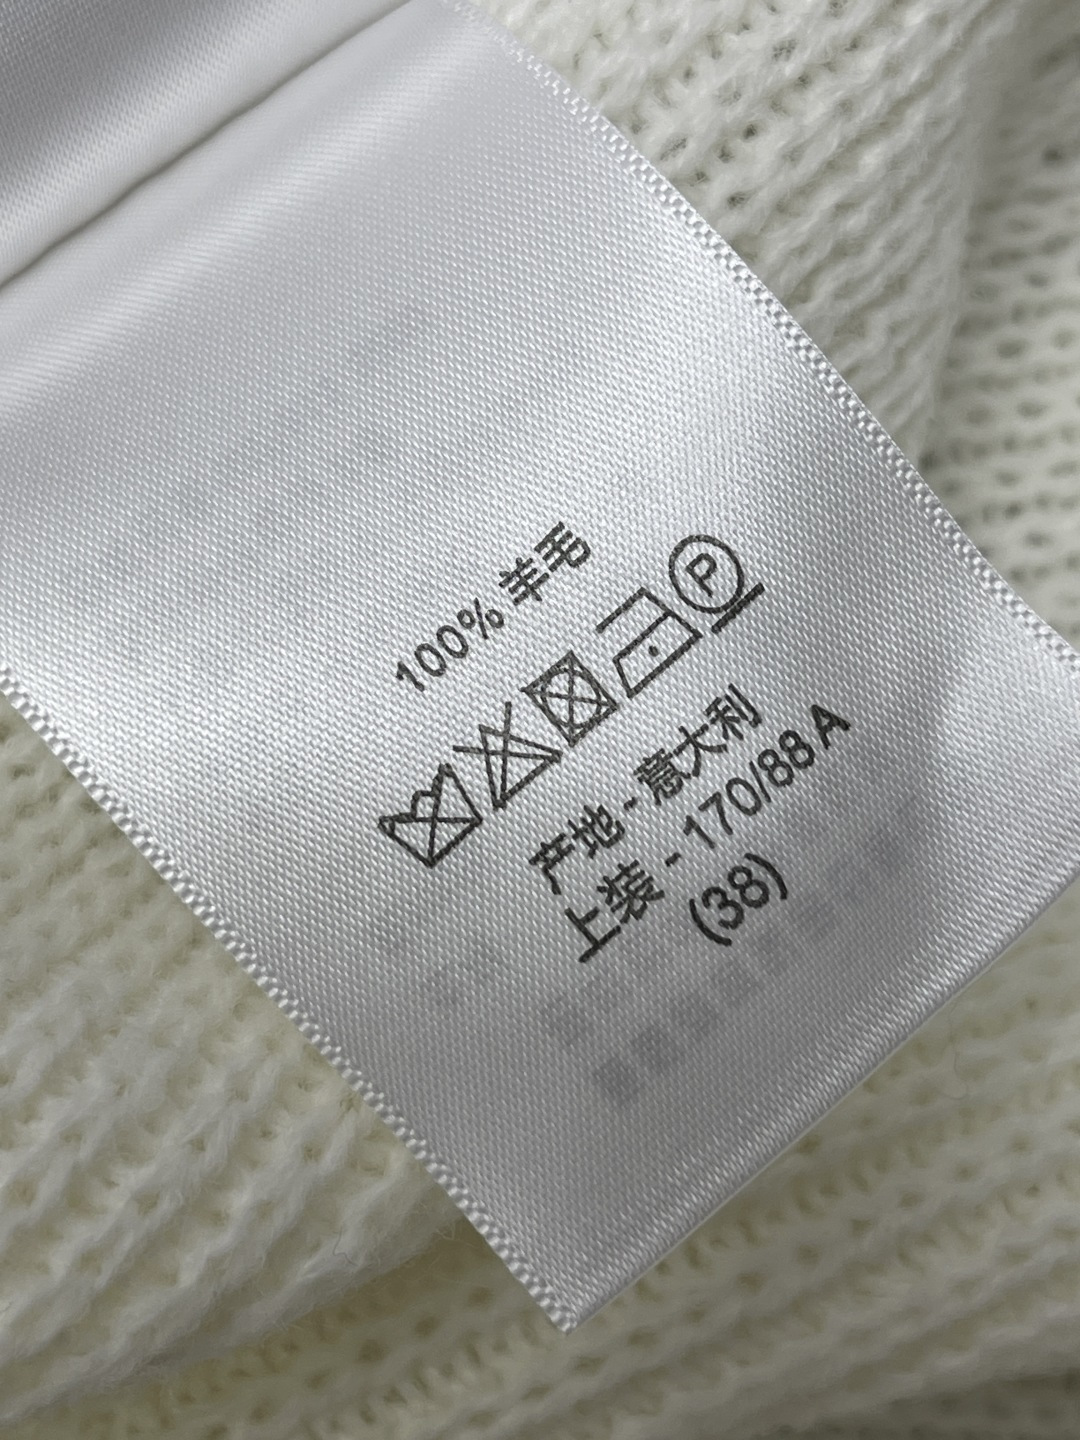 100% 羊毛
P
产地 - 意大利
上装 - 170/88 A
(38)